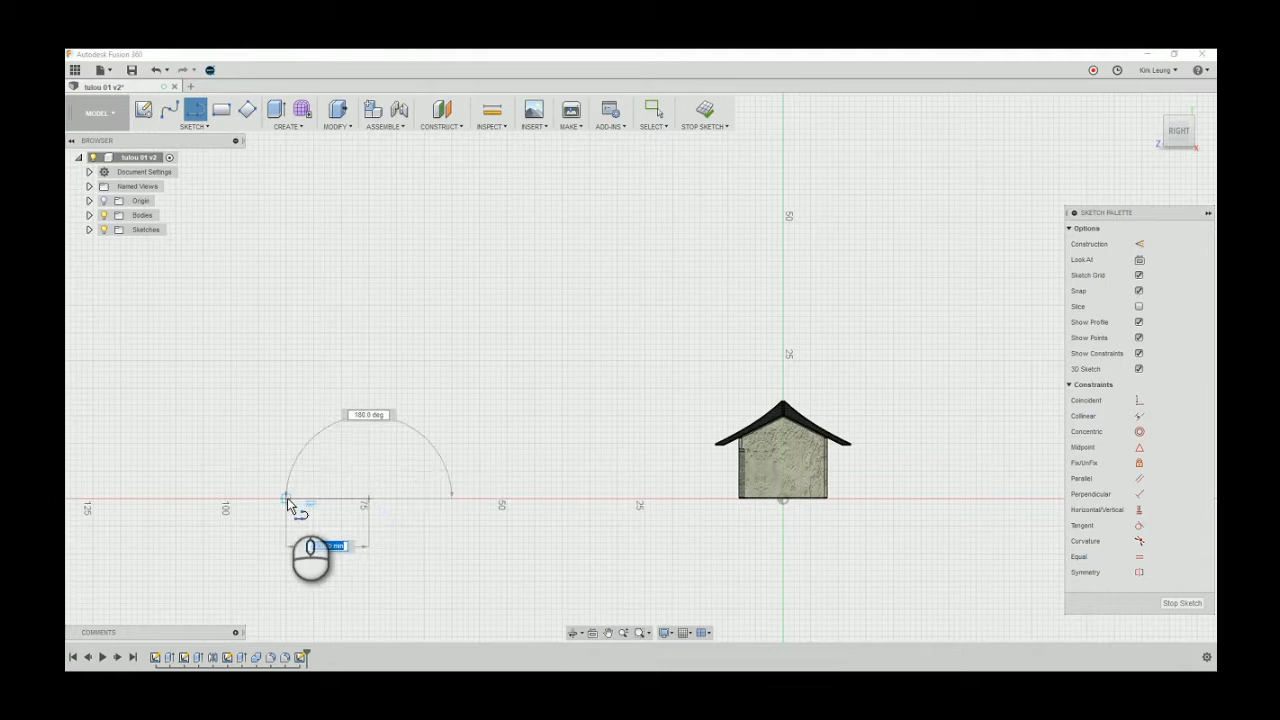 Autodesk Fusion 360
Kirk Leung
tulou 01 v2*
MODEL
SKETCH
CREATE
MODIFY
ASSEMBLE
CONSTRUCT
INSPECT
INSERT
MAKE
ADD-INS
SELECT
STOP SKETCH
BROWSER
tulou 01 v2
Document Settings
Named Views
Origin
Bodies
Sketches
RIGHT
Z
X
Y
50
25
180.0 deg
125
100
75
50
25
SKETCH PALETTE
Options
Construction
Look At
Sketch Grid
Snap
Slice
Show Profile
Show Points
Show Constraints
3D Sketch
Constraints
Coincident
Collinear
Concentric
Midpoint
Fix/UnFix
Parallel
Perpendicular
Horizontal/Vertical
Tangent
Curvature
Equal
Symmetry
Stop Sketch
COMMENTS